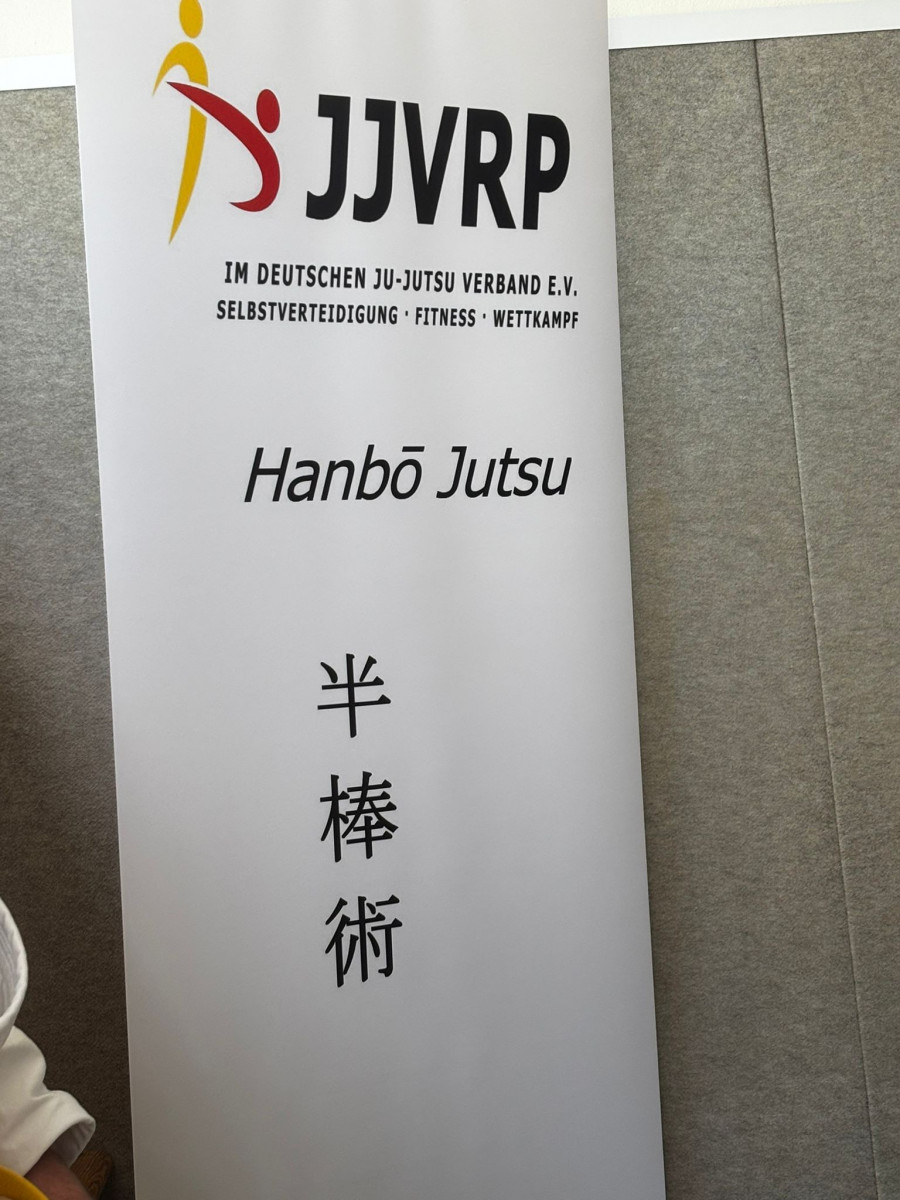 JJVRP
IM DEUTSCHEN JU-JUTSU VERBAND E.V.
SELBSTVERTEIDIGUNG · FITNESS · WETTKAMPF
Hanbō Jutsu
半
棒
術